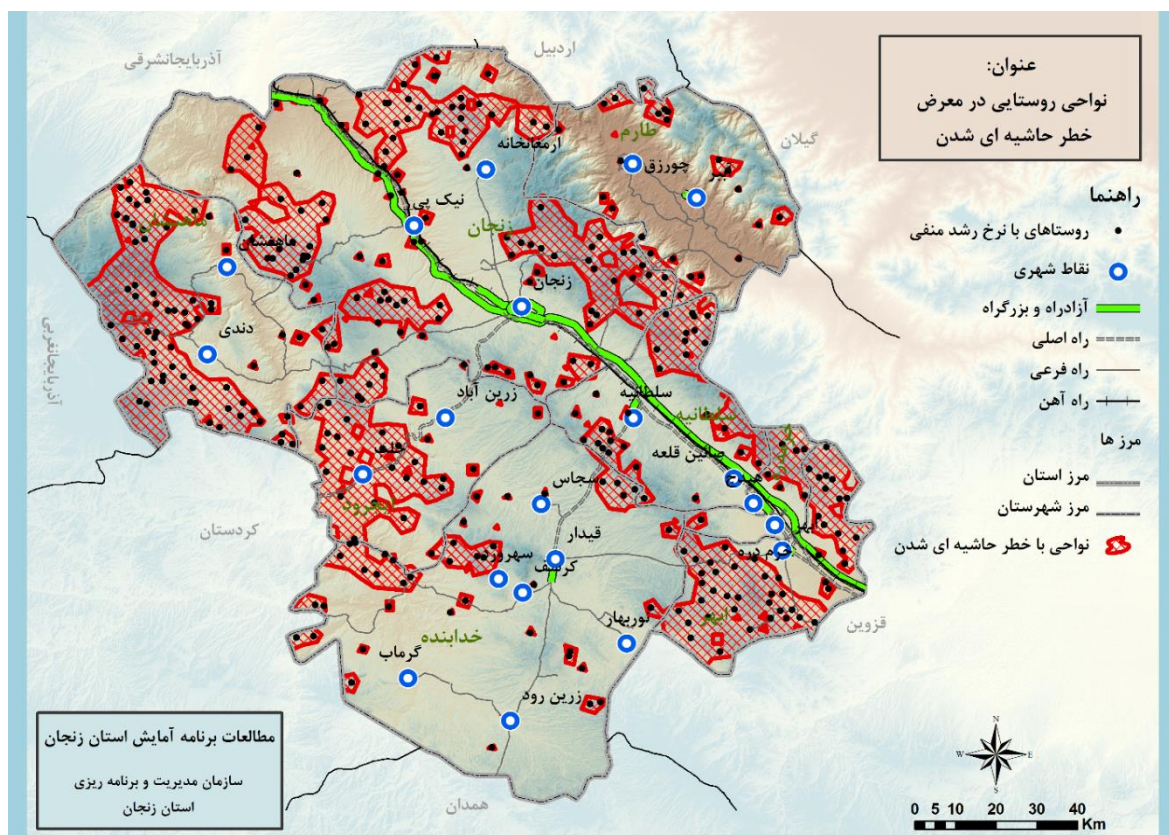 عنوان:
نواحی روستایی در معرض
خطر حاشیه ای شدن
راهنما
روستاهای با نرخ رشد منفی
نقاط شهری
آزادراه و بزرگراه
راه اصلی
راه فرعی
راه آهن
مرز ها
مرز استان
مرز شهرستان
نواحی با خطر حاشیه ای شدن
اردبیل
آذربایجانشرقی
گیلان
آذربایجانغربی
کردستان
قزوین
همدان
طارم
ارمغانخانه
چورزق
نیک پی
زنجان
ماهنشان
ماهنشان
زنجان
دندی
سلطانیه
زرین آباد
سلطانیه
صائین قلعه
هیدج
سجاس
قیدار
خرم دره
سهرورد
کرسف
نوربهار
ابهر
خدابنده
گرماب
زرین رود
مطالعات برنامه آمایش استان زنجان
سازمان مدیریت و برنامه ریزی
استان زنجان
N
W
E
S
0 5 10 20 30 40
Km